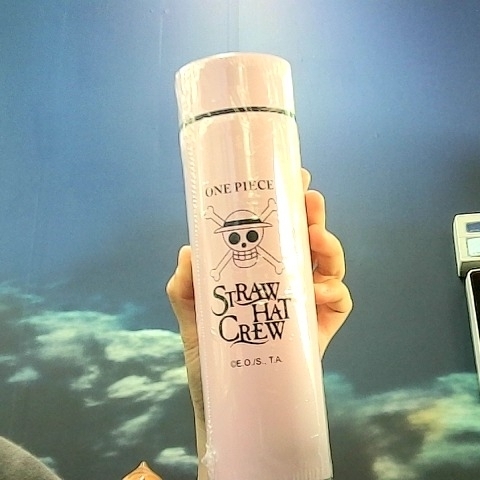 ONE PIECE
STRAW
HAT
CREW
©E.O./S., T.A.